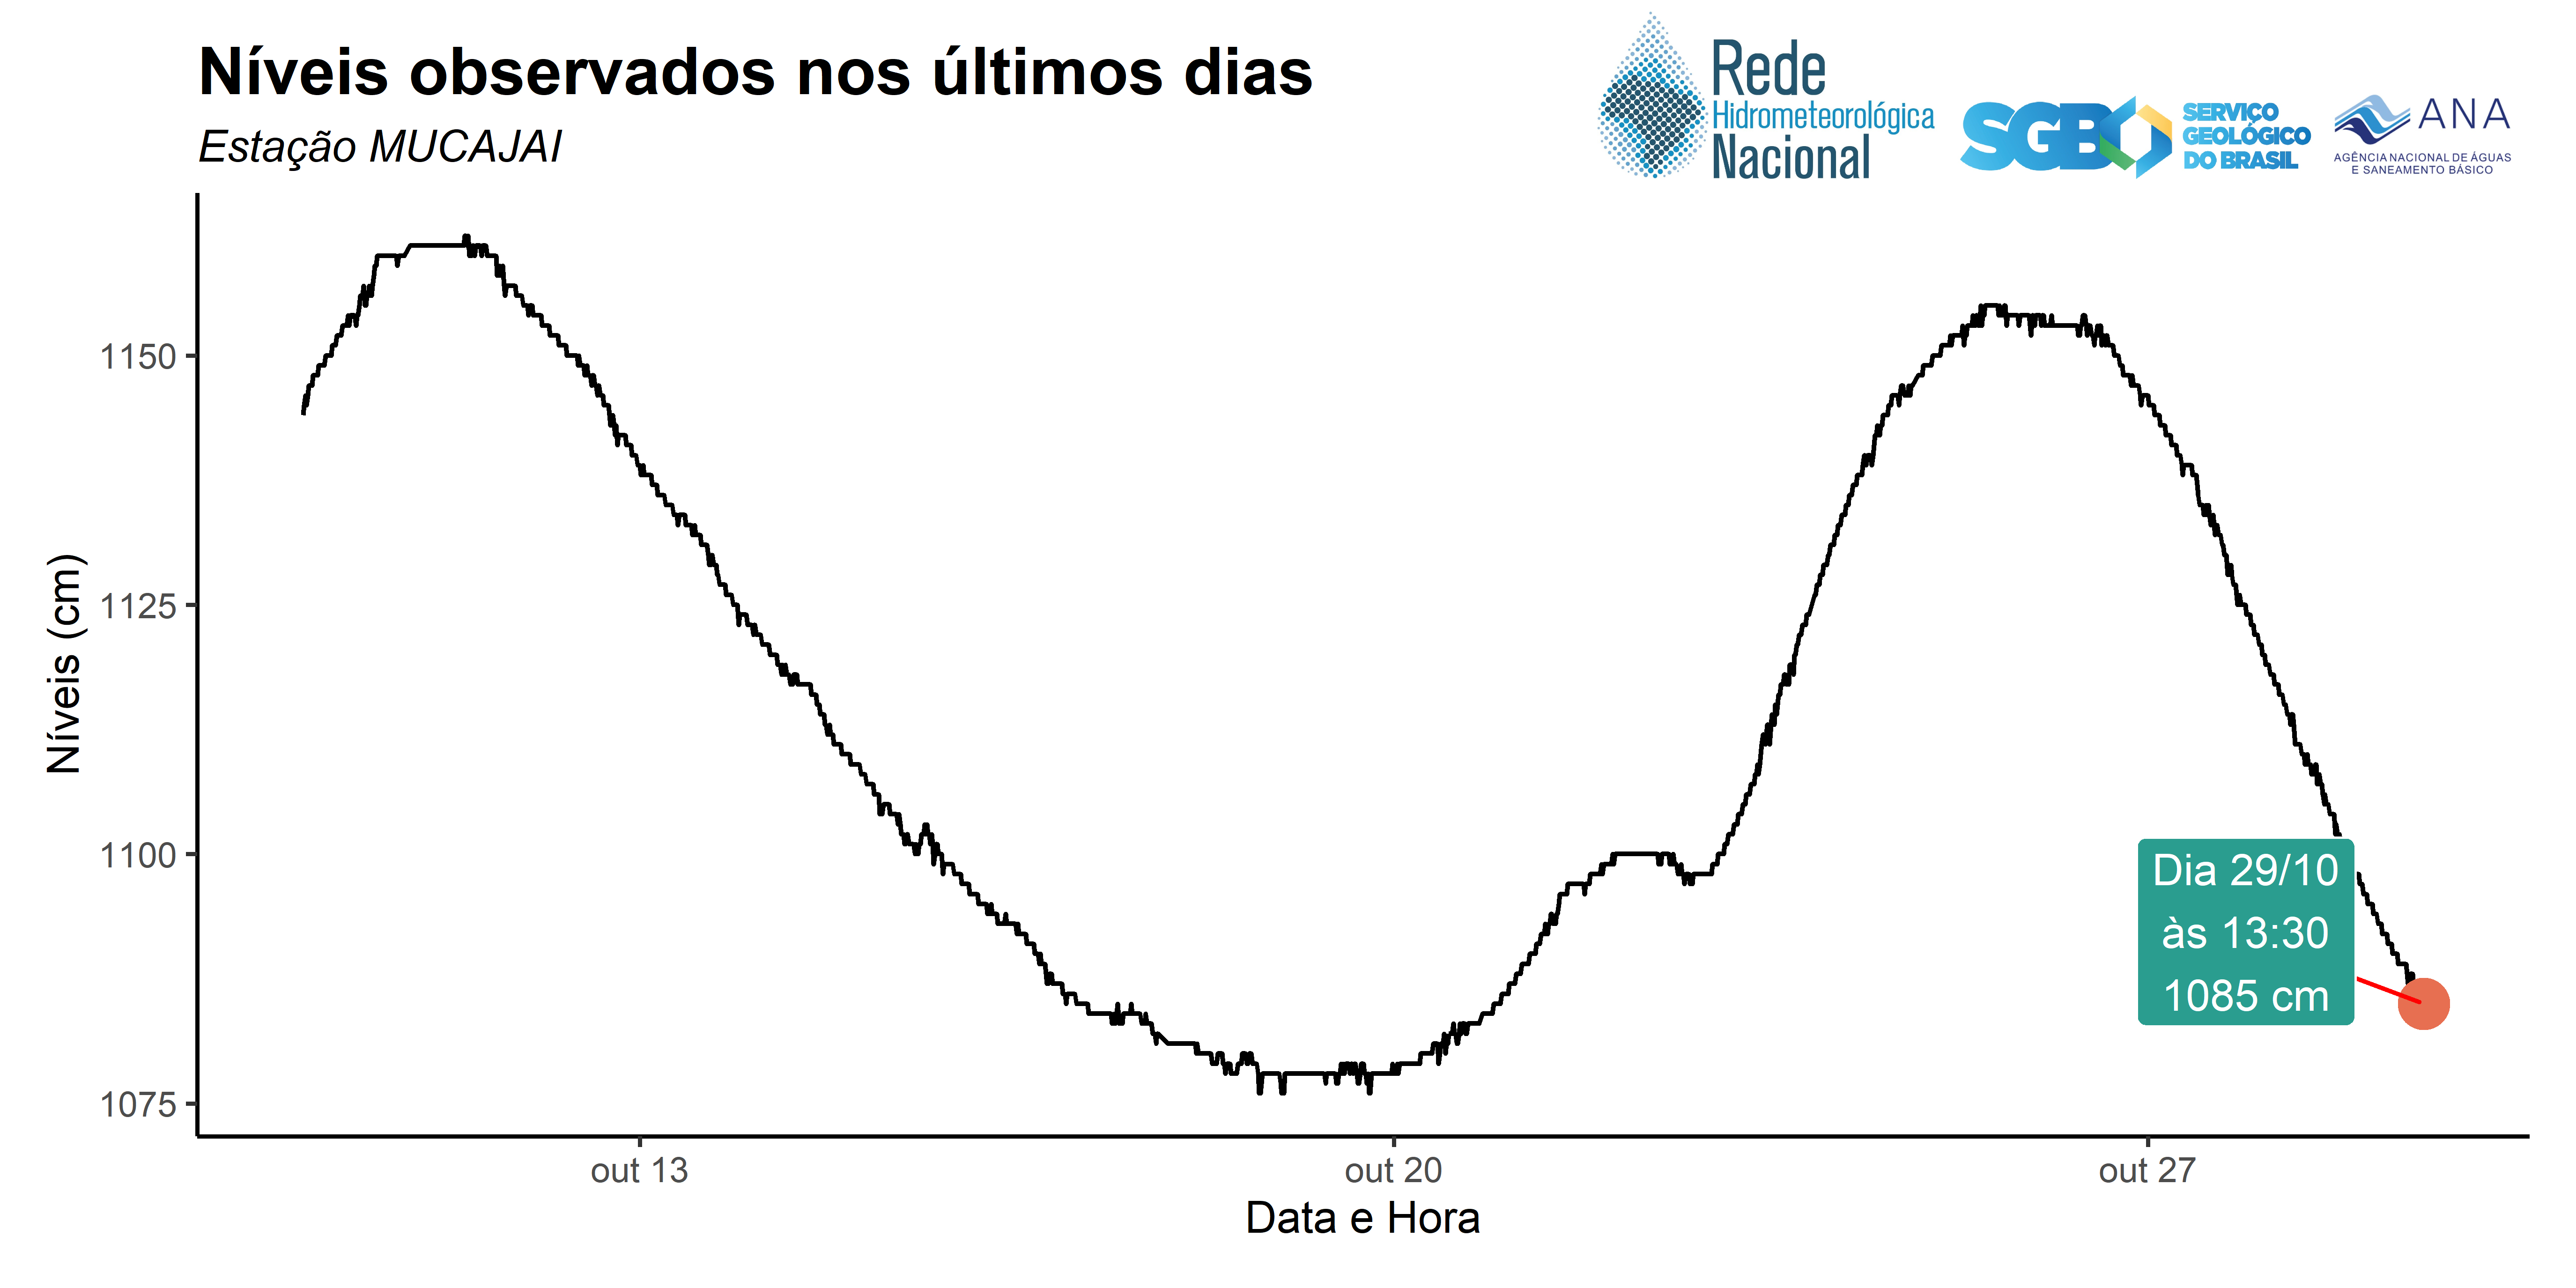 Níveis observados nos últimos dias
Estação MUCAJAI
Rede
Hidrometeorológica
Nacional
SGB
SERVIÇO
GEOLÓGICO
DO BRASIL
ANA
AGÊNCIA NACIONAL DE ÁGUAS
E SANEAMENTO BÁSICO
Níveis (cm)
1150
1125
1100
1075
Dia 29/10
às 13:30
1085 cm
out 13
out 20
out 27
Data e Hora